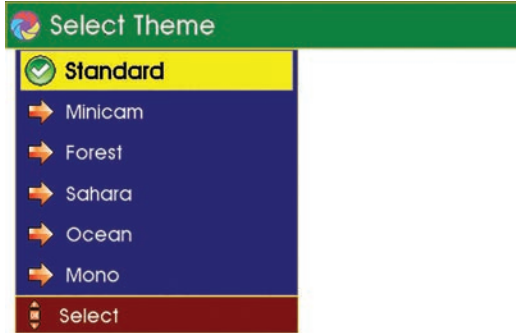 Select Theme
Standard
Minicam
Forest
Sahara
Ocean
Mono
Select